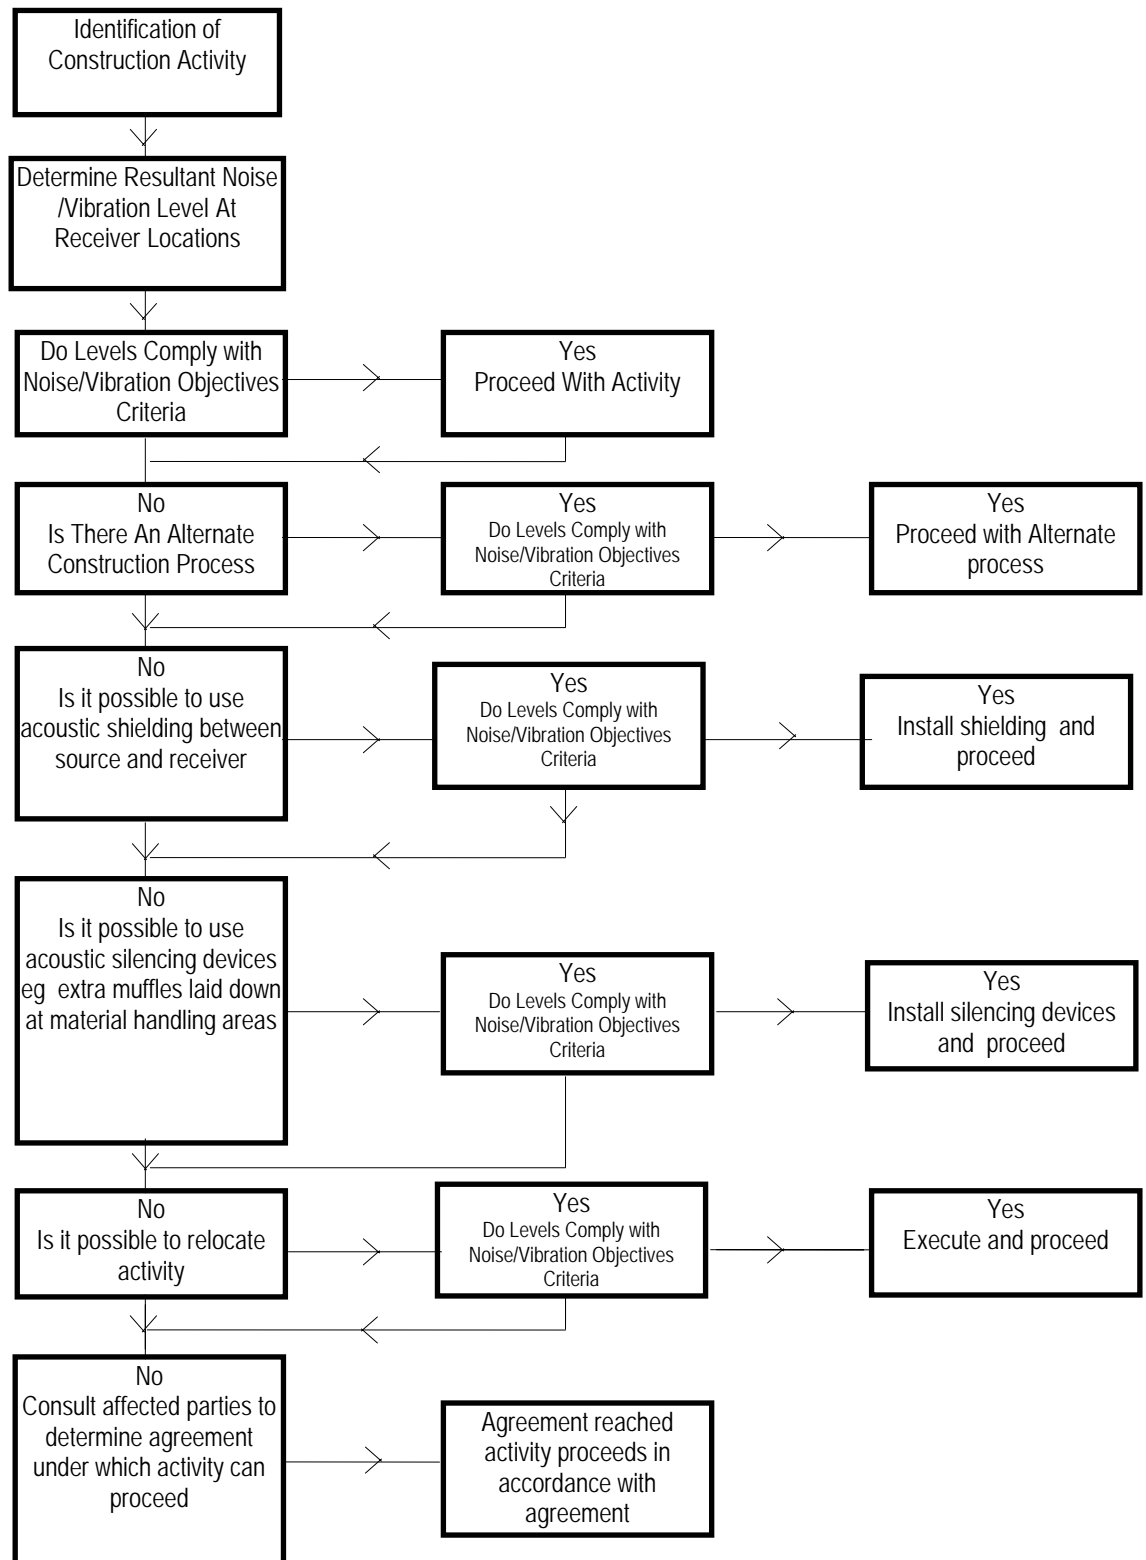 Identification of
Construction Activity
Determine Resultant Noise
/Vibration Level At
Receiver Locations
Do Levels Comply with
Noise/Vibration Objectives
Criteria
Yes
Proceed With Activity
No
Is There An Alternate
Construction Process
Yes
Do Levels Comply with
Noise/Vibration Objectives
Criteria
Yes
Proceed with Alternate
process
No
Is it possible to use
acoustic shielding between
source and receiver
Yes
Do Levels Comply with
Noise/Vibration Objectives
Criteria
Yes
Install shielding and
proceed
No
Is it possible to use
acoustic silencing devices
eg extra muffles laid down
at material handling areas
Yes
Do Levels Comply with
Noise/Vibration Objectives
Criteria
Yes
Install silencing devices
and proceed
No
Is it possible to relocate
activity
Yes
Do Levels Comply with
Noise/Vibration Objectives
Criteria
Yes
Execute and proceed
No
Consult affected parties to
determine agreement
under which activity can
proceed
Agreement reached
activity proceeds in
accordance with
agreement